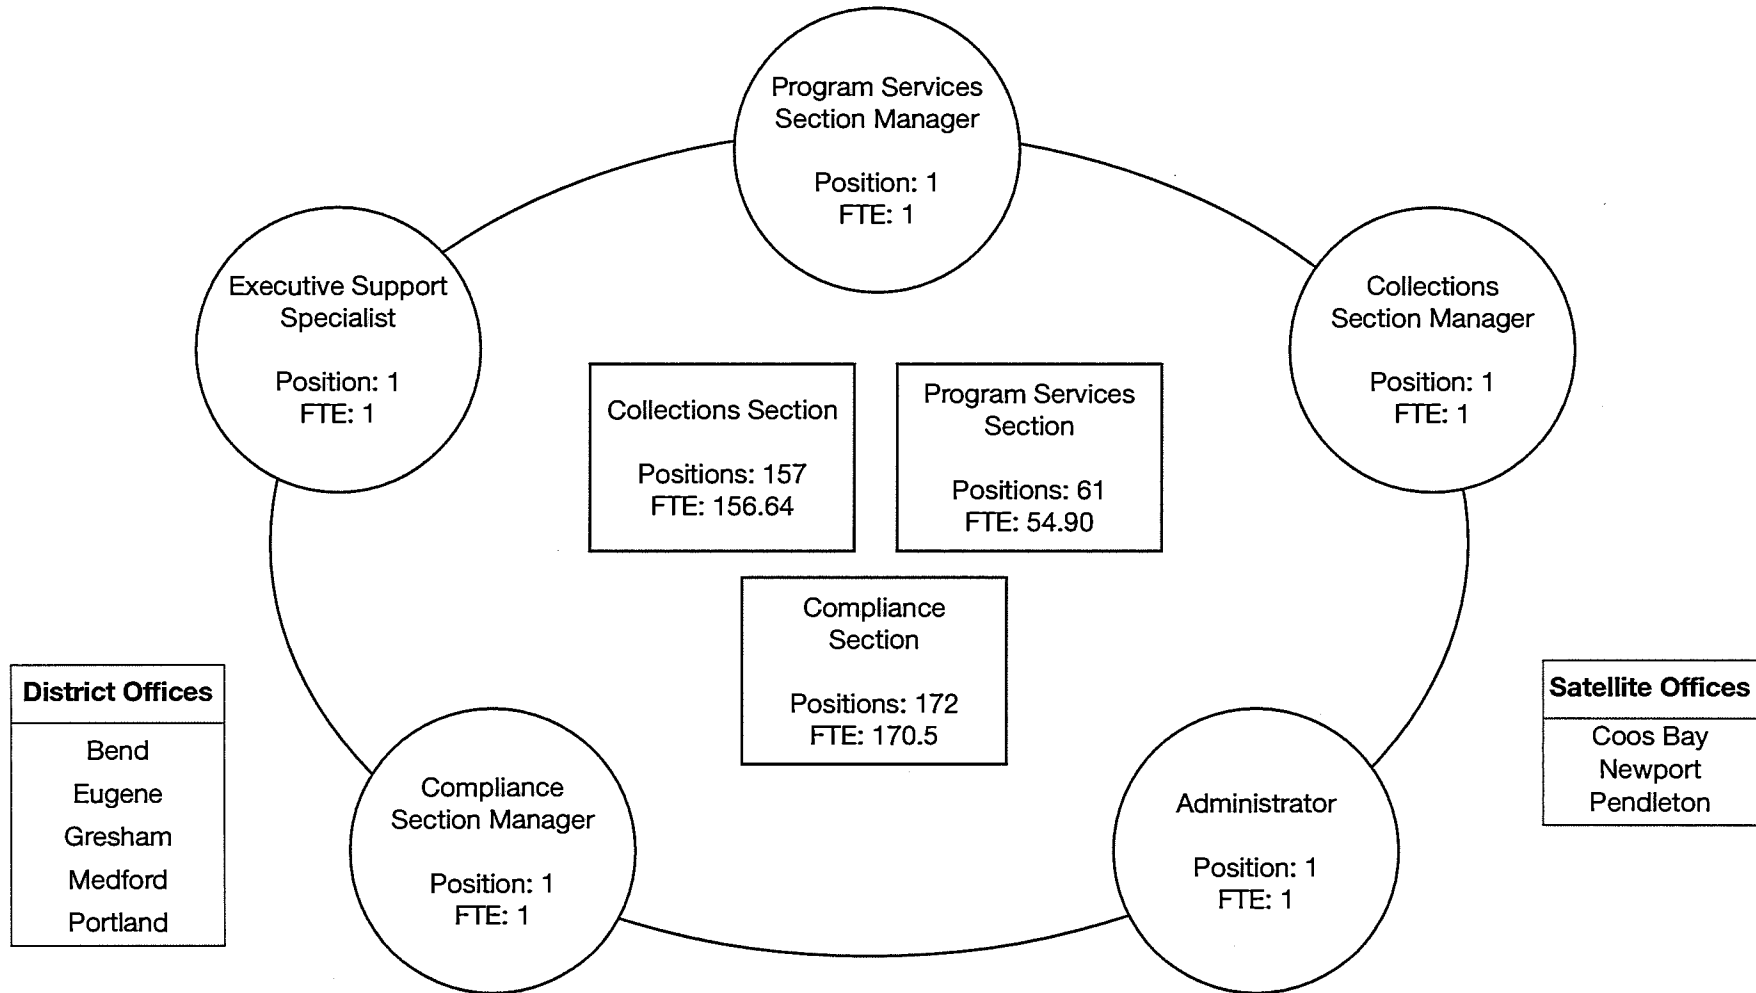 Program Services
Section Manager
Position: 1
FTE: 1
Executive Support
Specialist
Position: 1
FTE: 1
Collections
Section Manager
Position: 1
FTE: 1
Collections Section
Positions: 157
FTE: 156.64
Program Services
Section
Positions: 61
FTE: 54.90
Compliance
Section
Positions: 172
FTE: 170.5
District Offices
Bend
Eugene
Gresham
Medford
Portland
Compliance
Section Manager
Position: 1
FTE: 1
Administrator
Position: 1
FTE: 1
Satellite Offices
Coos Bay
Newport
Pendleton